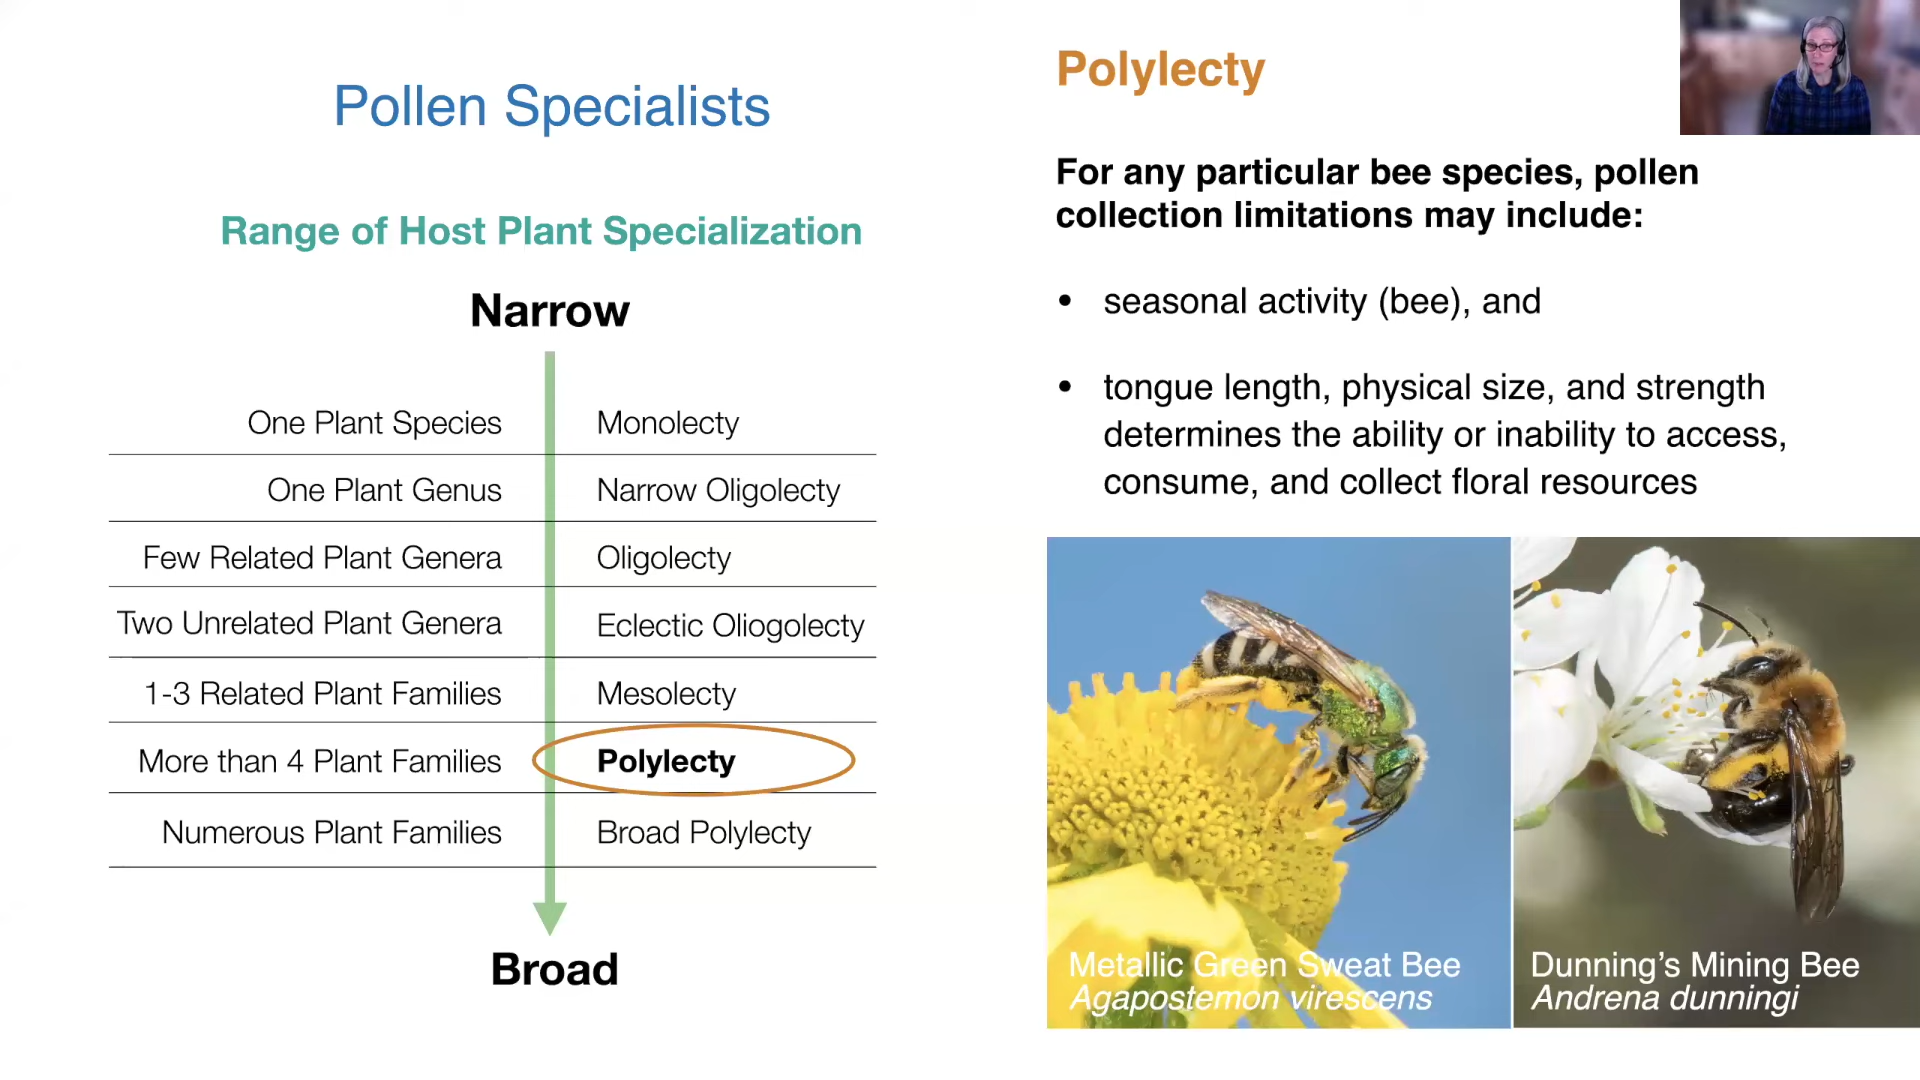 Pollen Specialists
Range of Host Plant Specialization
Narrow
One Plant Species Monolecty
One Plant Genus Narrow Oligolecty
Few Related Plant Genera Oligolecty
Two Unrelated Plant Genera Eclectic Oliogolecty
1-3 Related Plant Families Mesolecty
More than 4 Plant Families Polylecty
Numerous Plant Families Broad Polylecty
Broad
Polylecty
For any particular bee species, pollen
collection limitations may include:
• seasonal activity (bee), and
• tongue length, physical size, and strength
determines the ability or inability to access,
consume, and collect floral resources
Metallic Green Sweat Bee
Agapostemon virescens
Dunning’s Mining Bee
Andrena dunningi